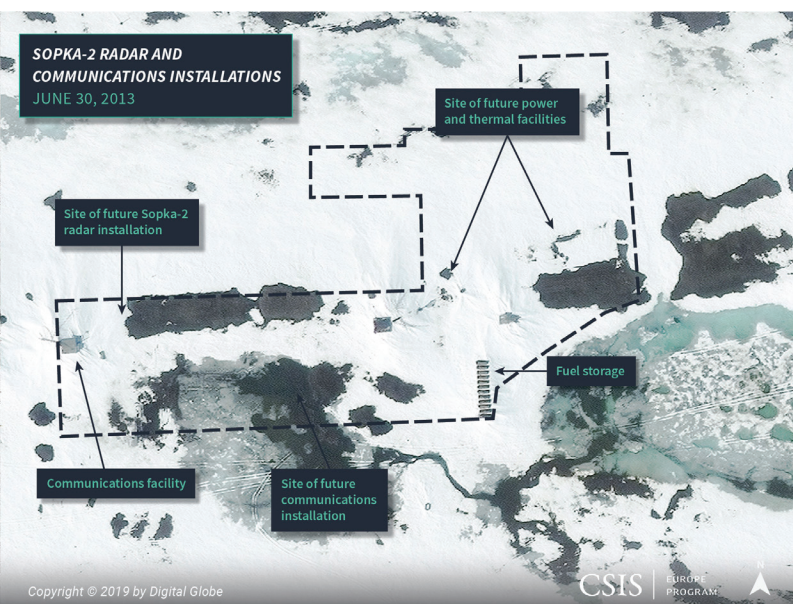 SOPKA-2 RADAR AND
COMMUNICATIONS INSTALLATIONS
JUNE 30, 2013
Site of future power
and thermal facilities
Site of future Sopka-2
radar installation
Fuel storage
Communications facility
Site of future
communications
installation
Copyright © 2019 by Digital Globe
CSIS
EUROPE
PROGRAM
N